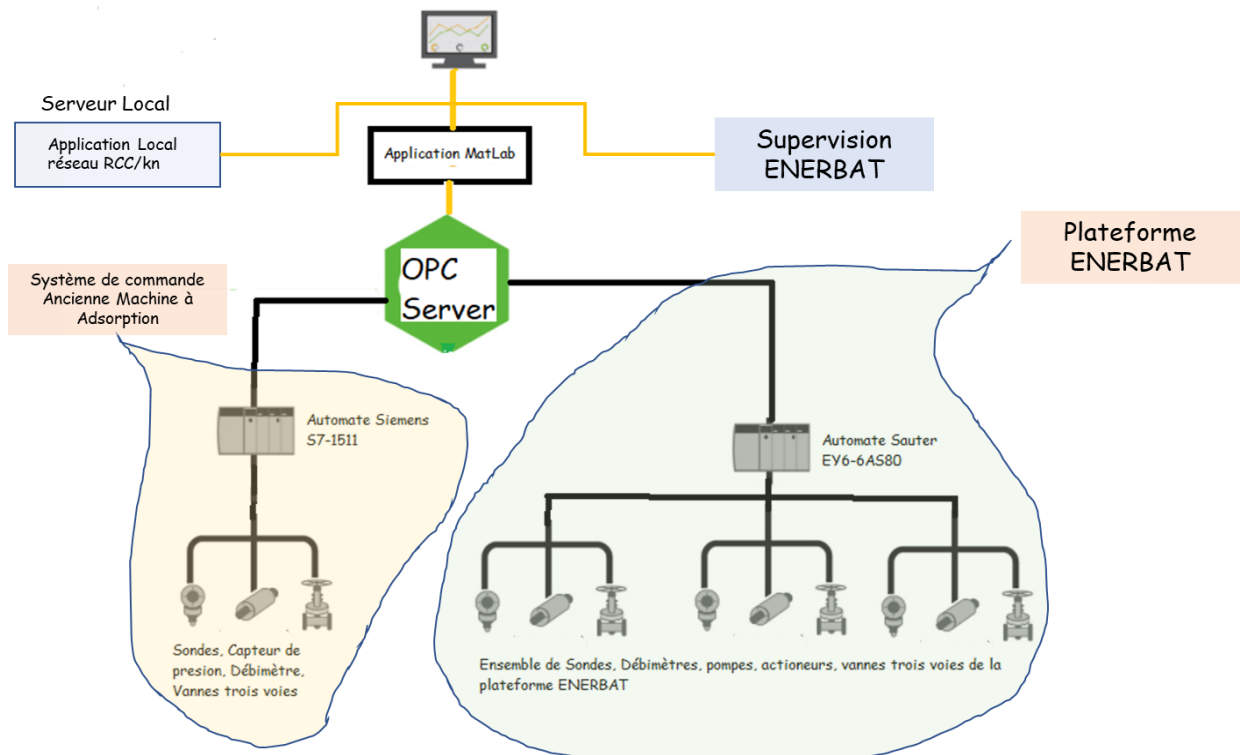 Serveur Local
Application Local
réseau RCC/kn
Application MatLab
Supervision
ENERBAT
Plateforme
ENERBAT
OPC
Server
Système de commande
Ancienne Machine à
Adsorption
Automate Siemens
S7-1511
Automate Sauter
EY6-6AS80
Sondes, Capteur de
presion, Débimètre,
Vannes trois voies
Ensemble de Sondes, Débimètres, pompes, actioneurs, vannes trois voies de la
plateforme ENERBAT